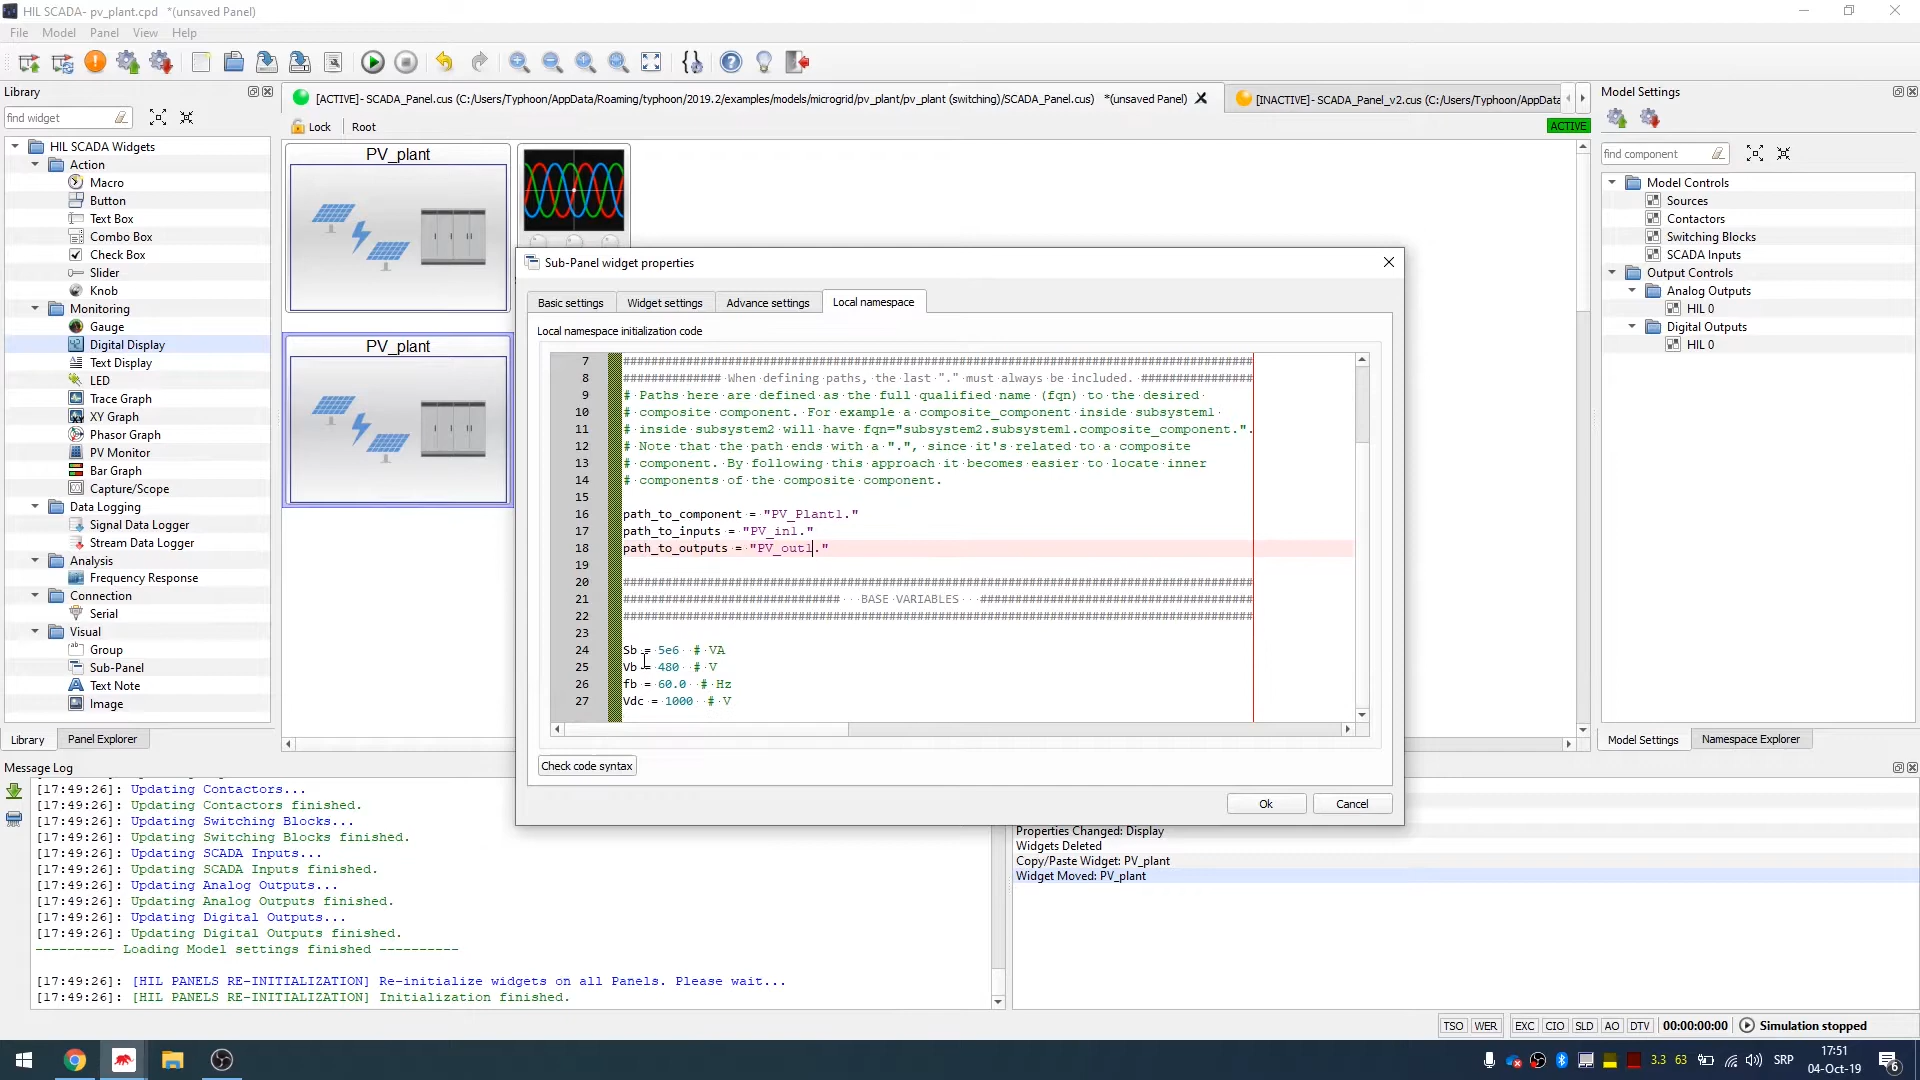 HIL SCADA- pv_plant.cpd   *(unsaved Panel)
File Model Panel View Help
Library
find widget
HIL SCADA Widgets
Action
Macro
Button
Text Box
Combo Box
Check Box
Slider
Knob
Monitoring
Gauge
Digital Display
Text Display
LED
Trace Graph
XY Graph
Phasor Graph
PV Monitor
Bar Graph
Capture/Scope
Data Logging
Signal Data Logger
Stream Data Logger
Analysis
Frequency Response
Connection
Serial
Visual
Group
Sub-Panel
Text Note
Image
Library Panel Explorer
[ACTIVE]- SCADA_Panel.cus (C:/Users/Typhoon/AppData/Roaming/typhoon/2019.2/examples/models/microgrid/pv_plant/pv_plant (switching)/SCADA_Panel.cus)   *(unsaved Panel)
[INACTIVE]- SCADA_Panel_v2.cus (C:/Users/Typhoon/AppData
Lock Root
ACTIVE
PV_plant
PV_plant
Sub-Panel widget properties
Basic settings Widget settings Advance settings Local namespace
Local namespace initialization code
7 ##########################################################################################
8 ############## When defining paths, the last "." must always be included. ################
9 # Paths here are defined as the full qualified name (fqn) to the desired
10 # composite component. For example a composite_component inside subsystem1
11 # inside subsystem2 will have fqn="subsystem2.subsystem1.composite_component.".
12 # Note that the path ends with a ".", since it's related to a composite
13 # component. By following this approach it becomes easier to locate inner
14 # components of the composite component.
15
16 path_to_component = "PV_Plant1."
17 path_to_inputs = "PV_in1."
18 path_to_outputs = "PV_out1."
19
20 ##########################################################################################
21 ############################### BASE VARIABLES #######################################
22 ##########################################################################################
23
24 Sb = 5e6 # VA
25 Vb = 480 # V
26 fb = 60.0 # Hz
27 Vdc = 1000 # V
Check code syntax
Ok Cancel
Model Settings
find component
Model Controls
Sources
Contactors
Switching Blocks
SCADA Inputs
Output Controls
Analog Outputs
HIL 0
Digital Outputs
HIL 0
Model Settings Namespace Explorer
Message Log
[17:49:26]: Updating Contactors...
[17:49:26]: Updating Contactors finished.
[17:49:26]: Updating Switching Blocks...
[17:49:26]: Updating Switching Blocks finished.
[17:49:26]: Updating SCADA Inputs...
[17:49:26]: Updating SCADA Inputs finished.
[17:49:26]: Updating Analog Outputs...
[17:49:26]: Updating Analog Outputs finished.
[17:49:26]: Updating Digital Outputs...
[17:49:26]: Updating Digital Outputs finished.
---------- Loading Model settings finished ----------
[17:49:26]: [HIL PANELS RE-INITIALIZATION] Re-initialize widgets on all Panels. Please wait...
[17:49:26]: [HIL PANELS RE-INITIALIZATION] Initialization finished.
Properties Changed: Display
Widgets Deleted
Copy/Paste Widget: PV_plant
Widget Moved: PV_plant
TSO WER EXC CIO SLD AO DTV 00:00:00:00 Simulation stopped
3.3 63 SRP 17:51
04-Oct-19 6